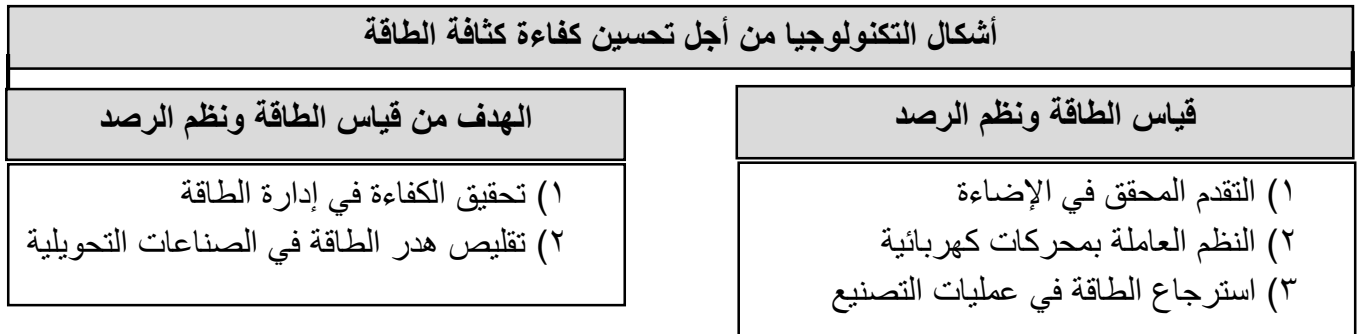 أشكال التكنولوجيا من أجل تحسين كفاءة كثافة الطاقة
قياس الطاقة ونظم الرصد
١) التقدم المحقق في الإضاءة
٢) النظم العاملة بمحركات كهربائية
٣) استرجاع الطاقة في عمليات التصنيع
الهدف من قياس الطاقة ونظم الرصد
١) تحقيق الكفاءة في إدارة الطاقة
٢) تقليص هدر الطاقة في الصناعات التحويلية